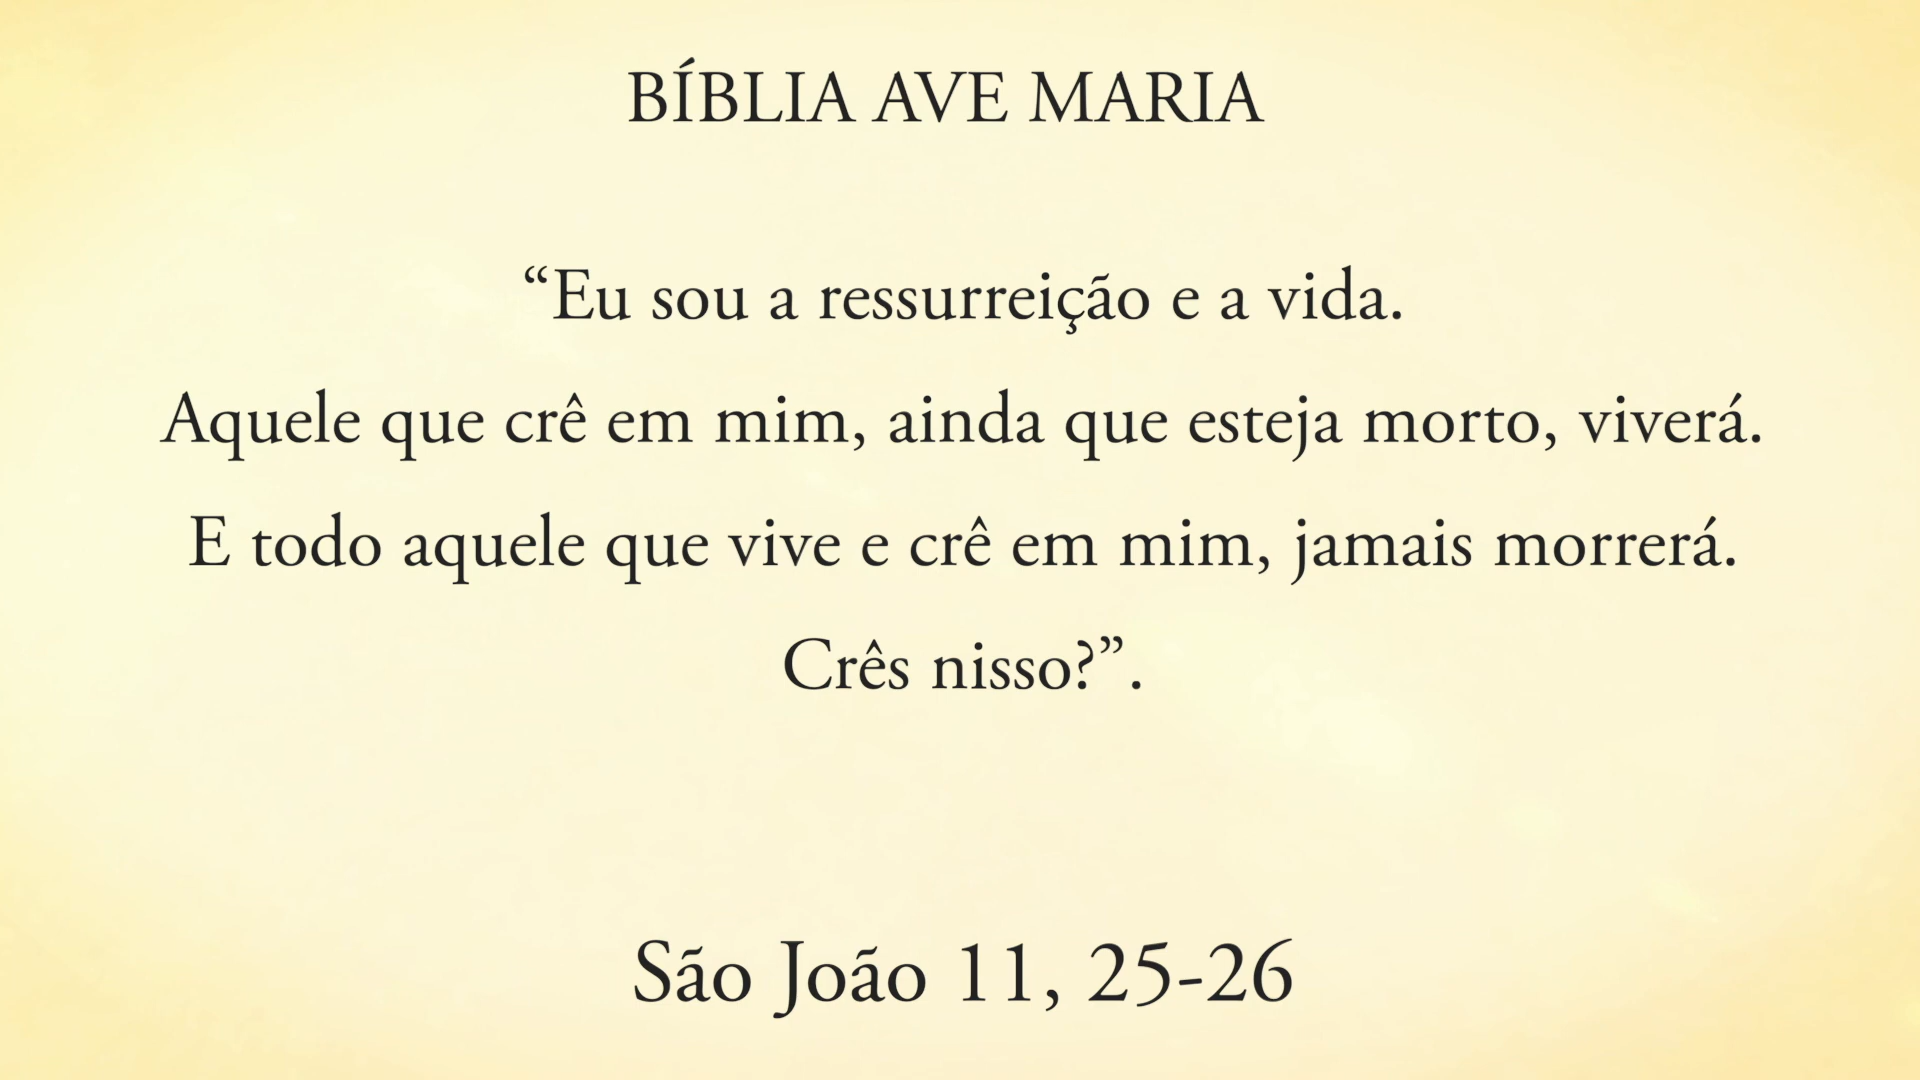 BÍBLIA AVE MARIA
“Eu sou a ressurreição e a vida.
Aquele que crê em mim, ainda que esteja morto, viverá.
E todo aquele que vive e crê em mim, jamais morrerá.
Crês nisso?”.
São João 11, 25-26